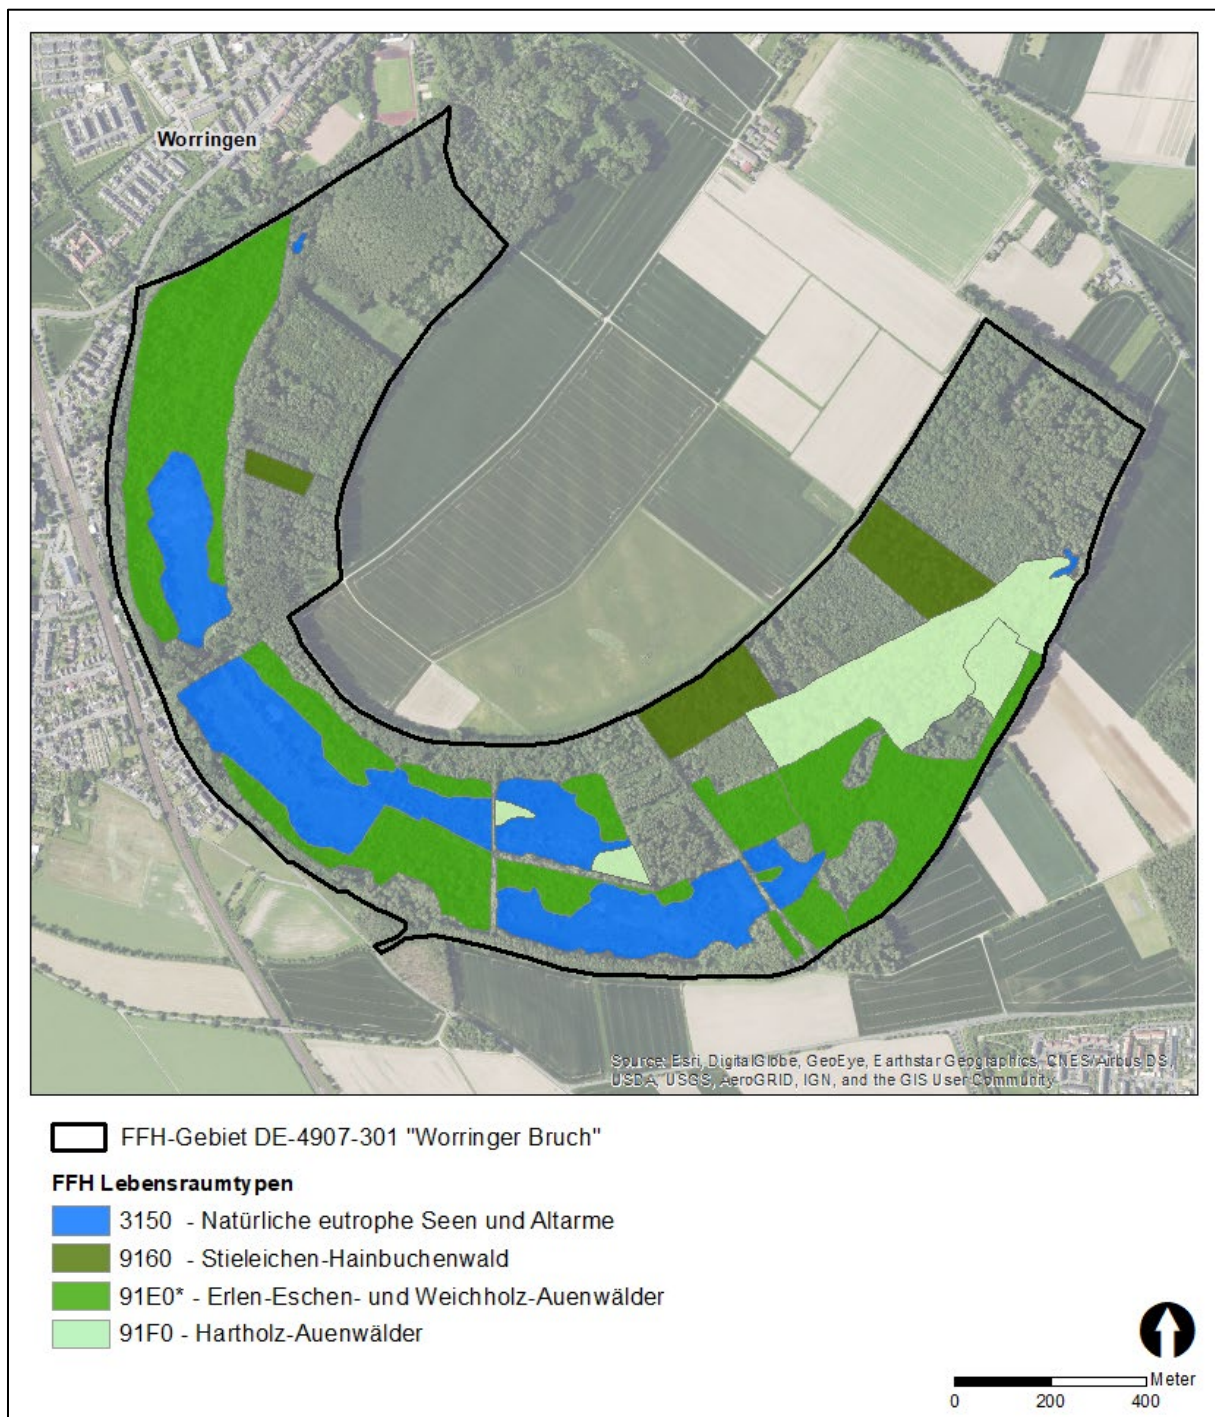 Worringen
Source: Esri, DigitalGlobe, GeoEye, Earthstar Geographics, CNES/Airbus DS,
USDA, USGS, AeroGRID, IGN, and the GIS User Community
FFH-Gebiet DE-4907-301 "Worringer Bruch"
FFH Lebensraumtypen
3150 - Natürliche eutrophe Seen und Altarme
9160 - Stieleichen-Hainbuchenwald
91E0* - Erlen-Eschen- und Weichholz-Auenwälder
91F0 - Hartholz-Auenwälder
Meter
0 200 400